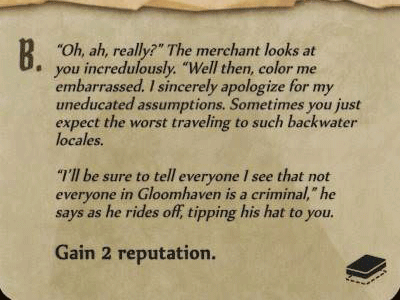 B. "Oh, ah, really?" The merchant looks at
you incredulously. "Well then, color me
embarrassed. I sincerely apologize for my
uneducated assumptions. Sometimes you just
expect the worst traveling to such backwater
locales.
"I'll be sure to tell everyone I see that not
everyone in Gloomhaven is a criminal," he
says as he rides off, tipping his hat to you.
Gain 2 reputation.